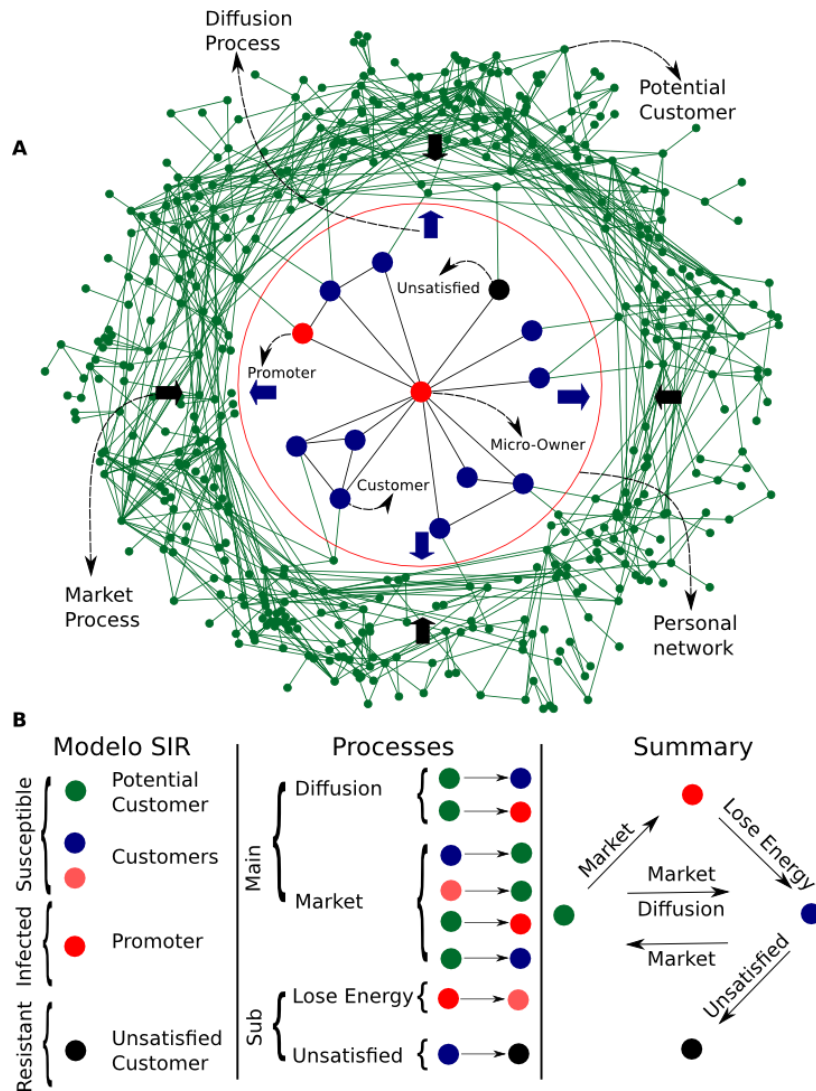 Diffusion
Process
Potential
Customer
A
Unsatisfied
Promoter
Micro-Owner
Customer
Market
Process
Personal
network
B
Modelo SIR
Processes
Summary
Susceptible
Potential
Customer
Customers
Infected
Promoter
Resistant
Unsatisfied
Customer
Main
Diffusion
Market
Sub
Lose Energy
Unsatisfied
Market
Lose Energy
Market
Diffusion
Market
Unsatisfied